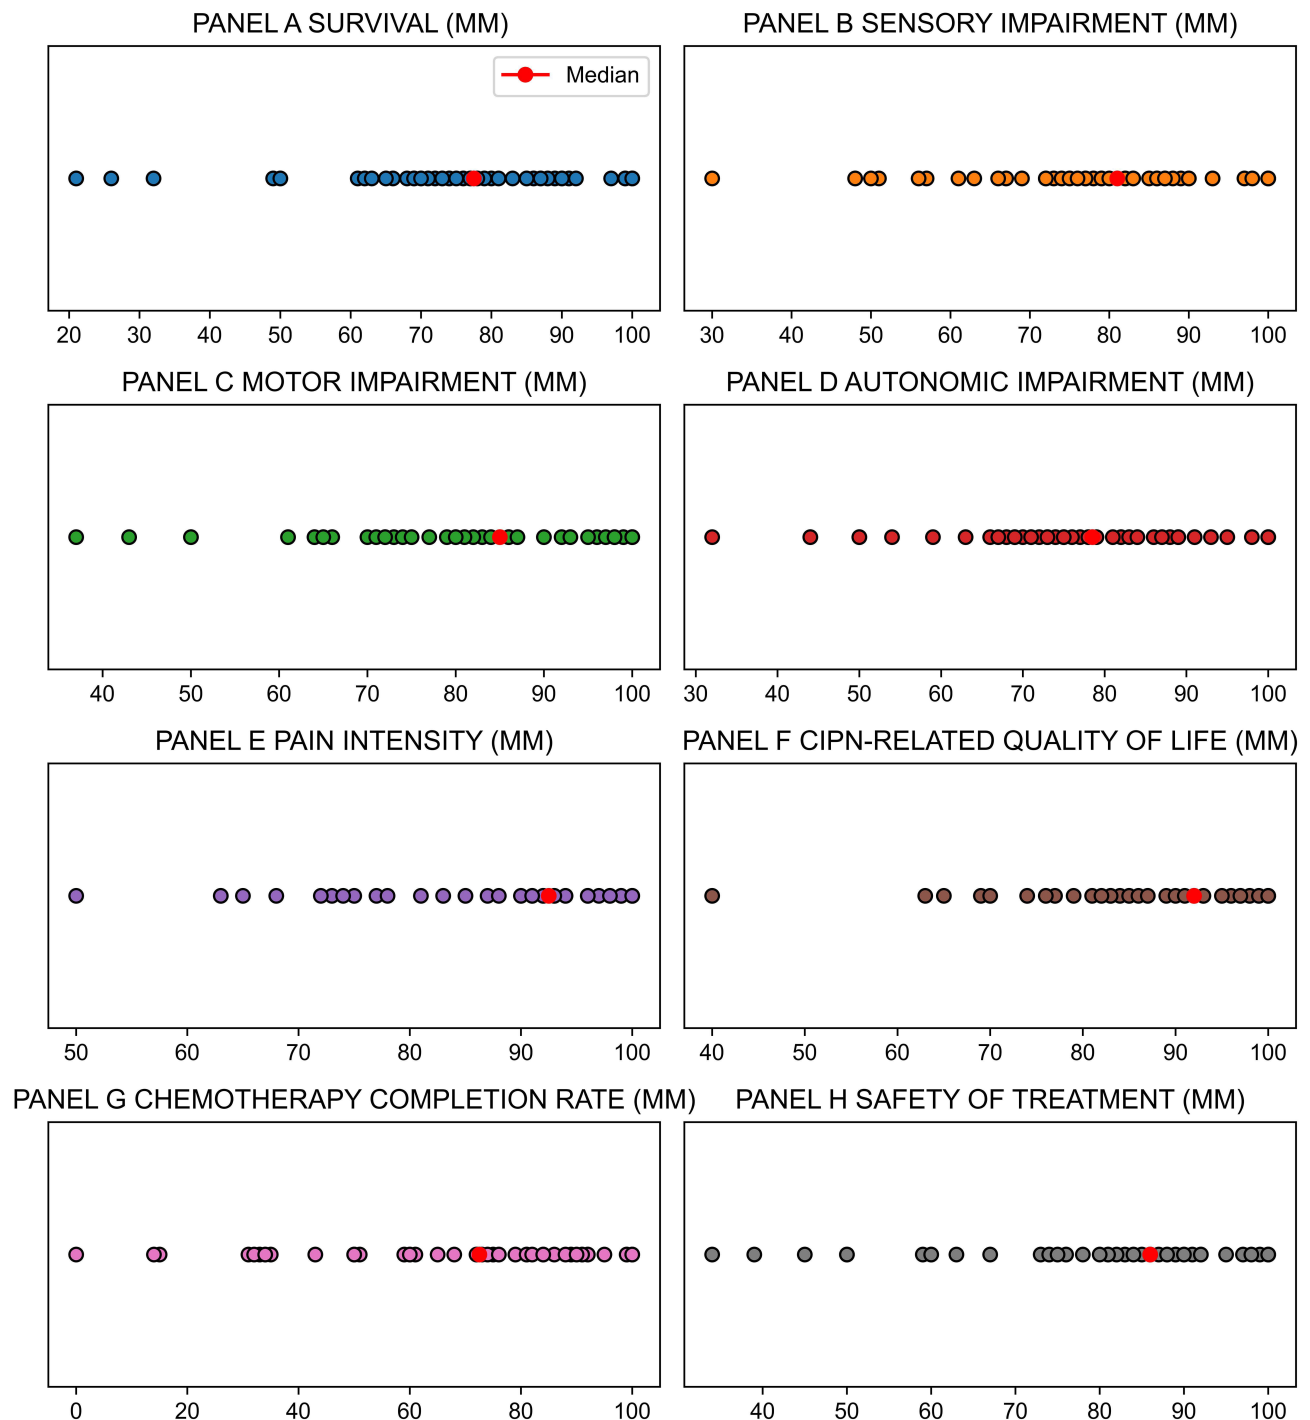 PANEL A SURVIVAL (MM)
Median
20 30 40 50 60 70 80 90 100
PANEL B SENSORY IMPAIRMENT (MM)
30 40 50 60 70 80 90 100
PANEL C MOTOR IMPAIRMENT (MM)
40 50 60 70 80 90 100
PANEL D AUTONOMIC IMPAIRMENT (MM)
30 40 50 60 70 80 90 100
PANEL E PAIN INTENSITY (MM)
50 60 70 80 90 100
PANEL F CIPN-RELATED QUALITY OF LIFE (MM)
40 50 60 70 80 90 100
PANEL G CHEMOTHERAPY COMPLETION RATE (MM)
0 20 40 60 80 100
PANEL H SAFETY OF TREATMENT (MM)
40 50 60 70 80 90 100